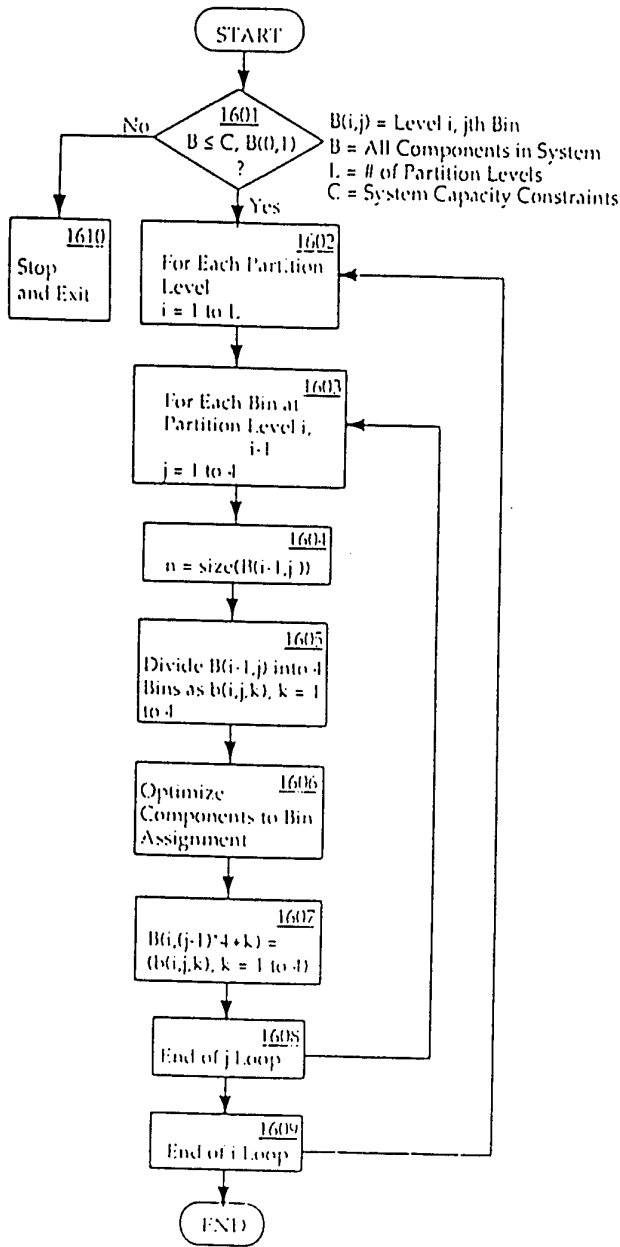 START
1601
B ≤ C, B(0,1)
?
No
Yes
B(i,j) = Level i, jth Bin
B = All Components in System
L = # of Partition Levels
C = System Capacity Constraints
1610
Stop
and Exit
1602
For Each Partition
Level
i = 1 to L
1603
For Each Bin at
Partition Level i,
i-1
j = 1 to 4
1604
n = size(B(i-1,j))
1605
Divide B(i-1,j) into 4
Bins as b(i,j,k), k = 1
to 4
1606
Optimize
Components to Bin
Assignment
1607
B(i,(j-1)*4+k) =
(b(i,j,k), k = 1 to 4)
1608
End of j Loop
1609
End of i Loop
END